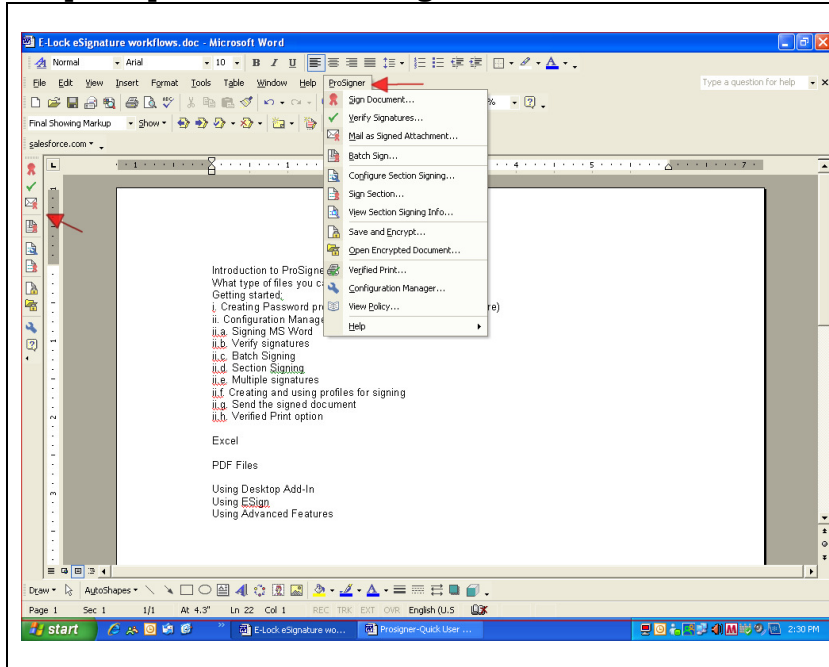 E-Lock eSignature workflows.doc - Microsoft Word
Normal Arial 10 B I U A
File Edit View Insert Format Tools Table Window Help ProSigner Type a question for help
Sign Document...
%
Final Showing Markup Show
Verify Signatures...
Mail as Signed Attachment...
salesforce.com
Batch Sign...
1 1 4 5 7
Configure Section Signing...
Sign Section...
View Section Signing Info...
Save and Encrypt...
Open Encrypted Document...
Verified Print...
Configuration Manager...
View Policy...
Help
Introduction to ProSigne
What type of files you c
Getting started;
i. Creating Password pr re)
ii. Configuration Manage
ii.a. Signing MS Word
ii.b. Verify signatures
ii.c. Batch Signing
ii.d. Section Signing
ii.e. Multiple signatures
ii.f. Creating and using profiles for signing
ii.g. Send the signed document
ii.h. Verified Print option
Excel
PDF Files
Using Desktop Add-In
Using ESign
Using Advanced Features
Draw AutoShapes
Page 1 Sec 1 1/1 At 4.3" Ln 22 Col 1 REC TRK EXT OVR English (U.S
start E-Lock eSignature wo... Prosigner-Quick User ... 2:30 PM